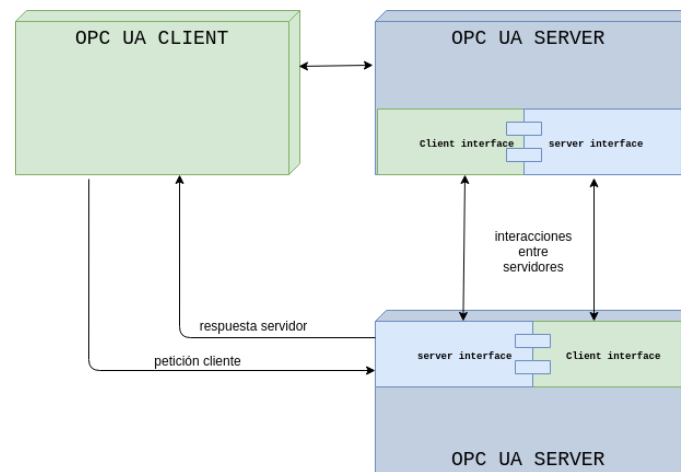 OPC UA CLIENT
OPC UA SERVER
Client interface
server interface
interacciones
entre
servidores
respuesta servidor
petición cliente
server interface
Client interface
OPC UA SERVER